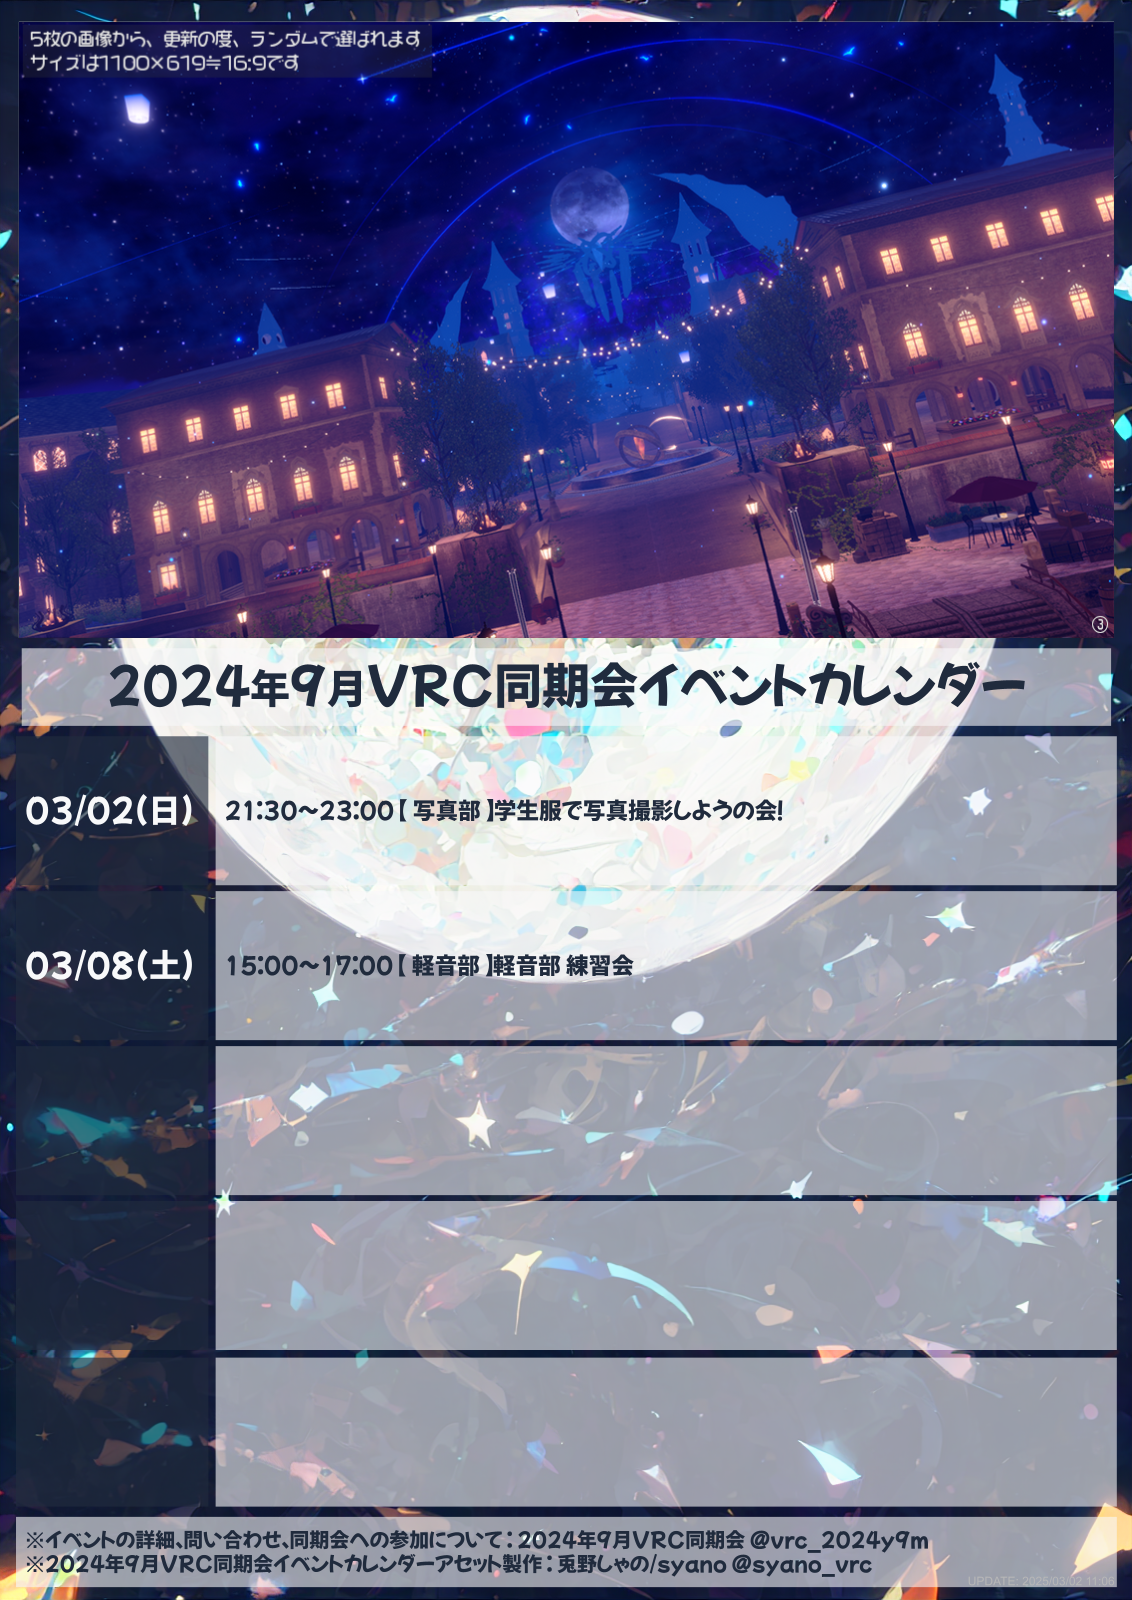 5枚の画像から、更新の度、ランダムで選ばれます
サイズは1100×619≒16:9です
③
2024年9月VRC同期会イベントカレンダー
03/02(日)
21:30～23:00【 写真部 】学生服で写真撮影しようの会!
03/08(土)
15:00～17:00【 軽音部 】軽音部 練習会
※イベントの詳細、問い合わせ、同期会への参加について：2024年9月VRC同期会 @vrc_2024y9m
※2024年9月VRC同期会イベントカレンダーアセット製作：兎野しゃの/syano @syano_vrc
UPDATE: 2025/03/02 11:06